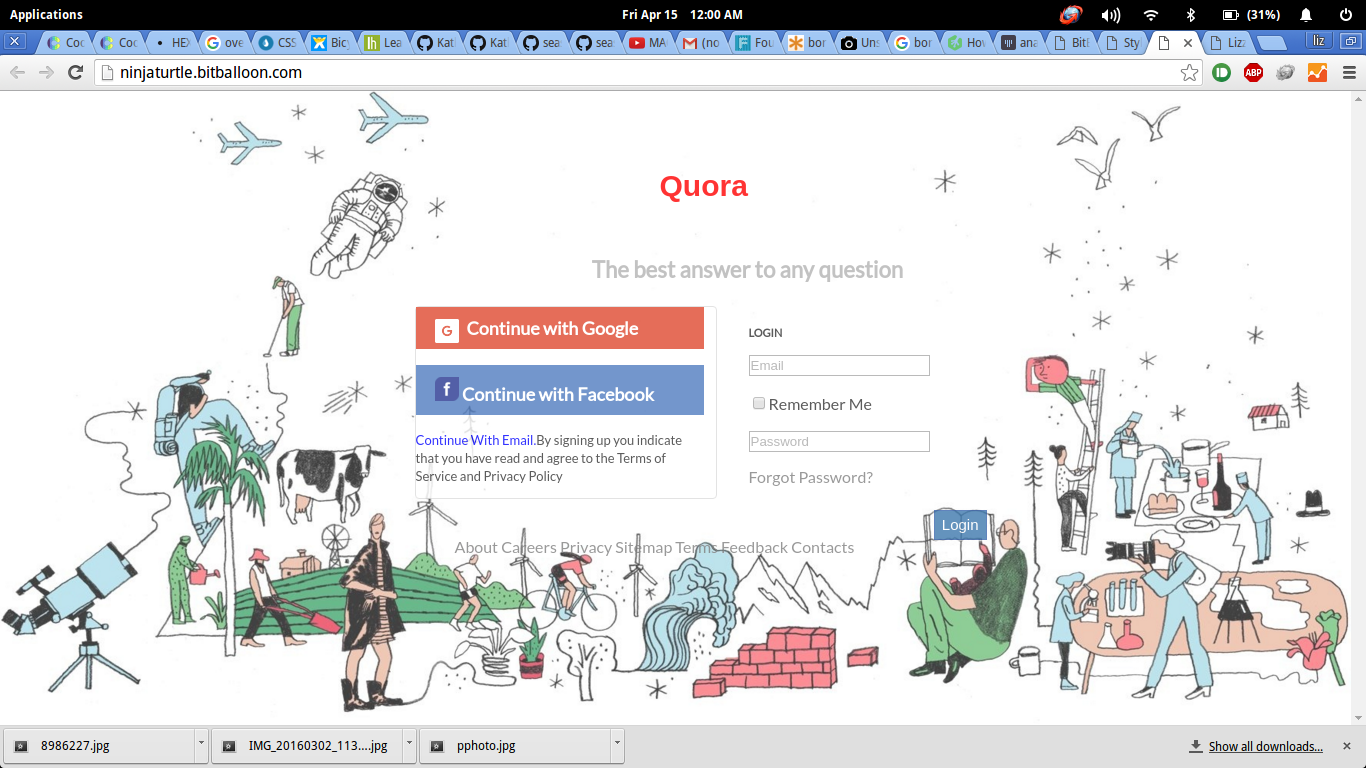 Applications
Fri Apr 15 12:00 AM
(31%)
Coc
Coc
HEX
ove
CSS
Bicy
Lea
Kat
Kat
sea
sea
MA
(no
Fou
bor
Uns
bor
Hov
ana
Bit
Sty
Liz
liz
ninjaturtle.bitballoon.com
ABP
Quora
The best answer to any question
G Continue with Google
f Continue with Facebook
Continue With Email.By signing up you indicate
that you have read and agree to the Terms of
Service and Privacy Policy
LOGIN
Email
Remember Me
Password
Forgot Password?
Login
About Careers Privacy Sitemap Terms Feedback Contacts
8986227.jpg
IMG_20160302_113....jpg
pphoto.jpg
Show all downloads...